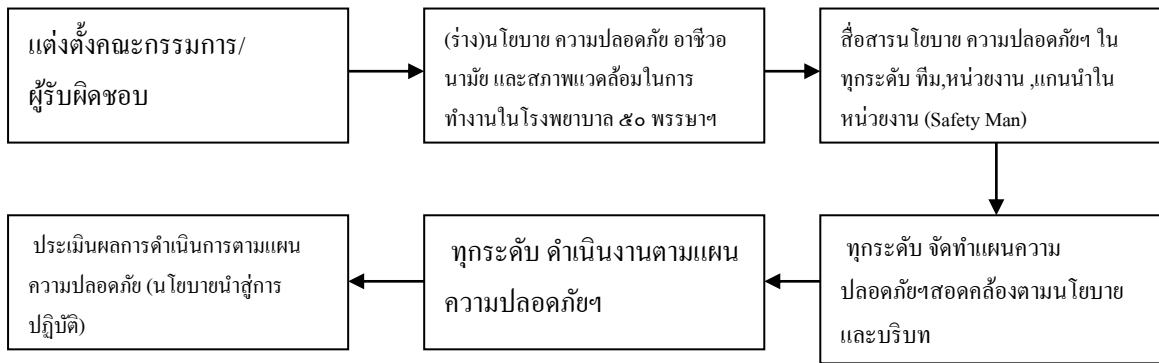 แต่งตั้งคณะกรรมการ/
ผู้รับผิดชอบ
(ร่าง)นโยบาย ความปลอดภัย อาชีวอ
นามัย และสภาพแวดล้อมในการ
ทำงานในโรงพยาบาล ๕๐ พรรษาฯ
สื่อสารนโยบาย ความปลอดภัยฯ ใน
ทุกระดับ ทีม,หน่วยงาน ,แกนนำใน
หน่วยงาน (Safety Man)
ทุกระดับ จัดทำแผนความ
ปลอดภัยฯสอดคล้องตามนโยบาย
และบริบท
ทุกระดับ ดำเนินงานตามแผน
ความปลอดภัยฯ
ประเมินผลการดำเนินการตามแผน
ความปลอดภัย (นโยบายนำสู่การ
ปฏิบัติ)